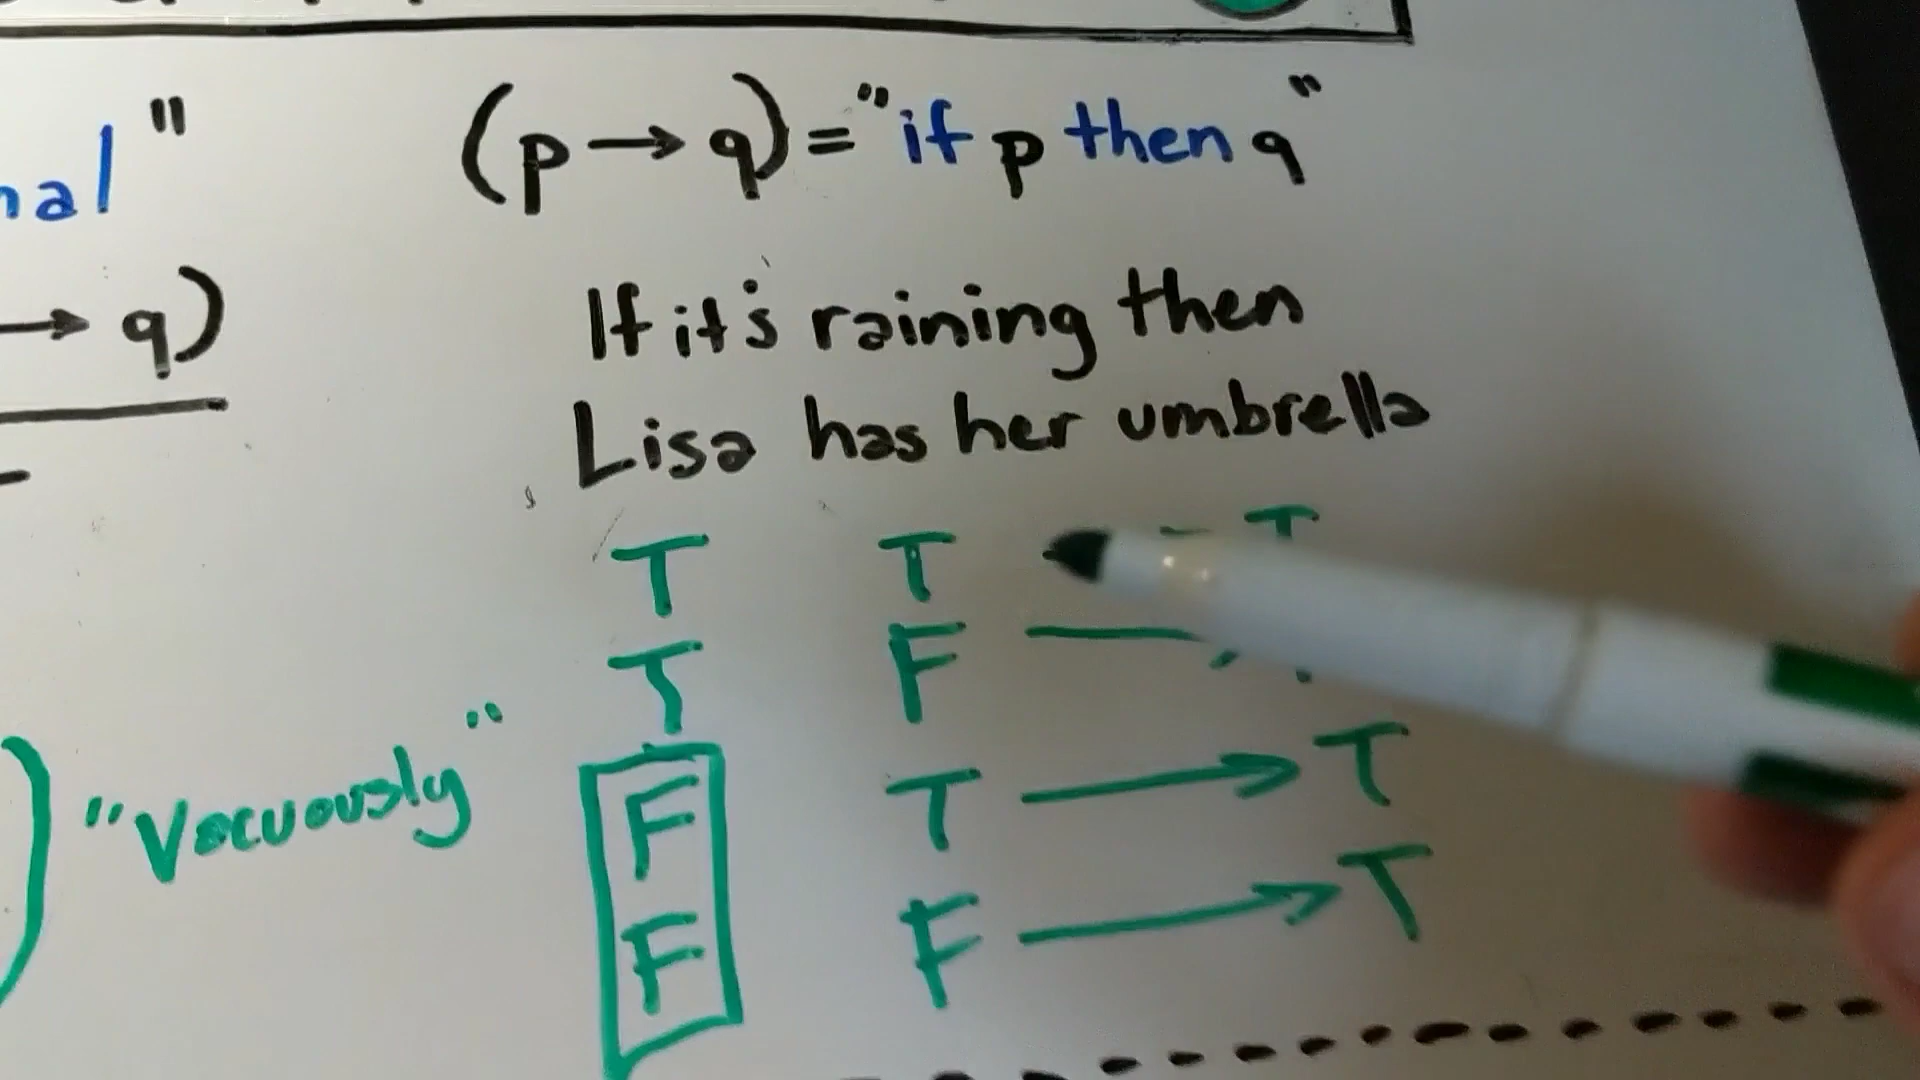 nal"
(p→q)="if p then q"
→ q)
If it's raining then
Lisa has her umbrella
T T T
T F
F T → T
"Vacuously"
F F → T